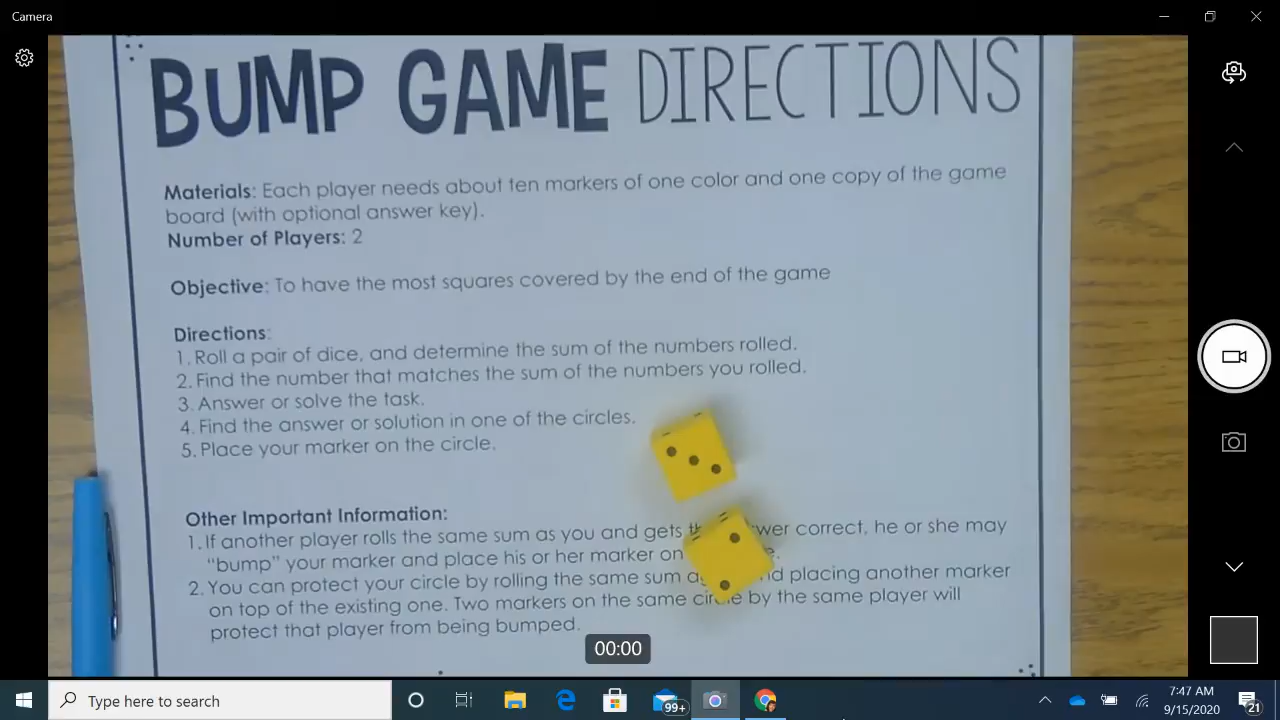 Camera
BUMP GAME DIRECTIONS
Materials: Each player needs about ten markers of one color and one copy of the game
board (with optional answer key).
Number of Players: 2
Objective: To have the most squares covered by the end of the game
Directions:
1. Roll a pair of dice, and determine the sum of the numbers rolled.
2. Find the number that matches the sum of the numbers you rolled.
3. Answer or solve the task.
4. Find the answer or solution in one of the circles.
5. Place your marker on the circle.
Other Important Information:
1. If another player rolls the same sum as you and gets correct, he or she may
"bump" your marker and place his or her marker on
2. You can protect your circle by rolling the same sum placing another marker
on top of the existing one. Two markers on the same circle by the same player will
protect that player from being bumped.
00:00
Type here to search
99+
7:47 AM
9/15/2020
21